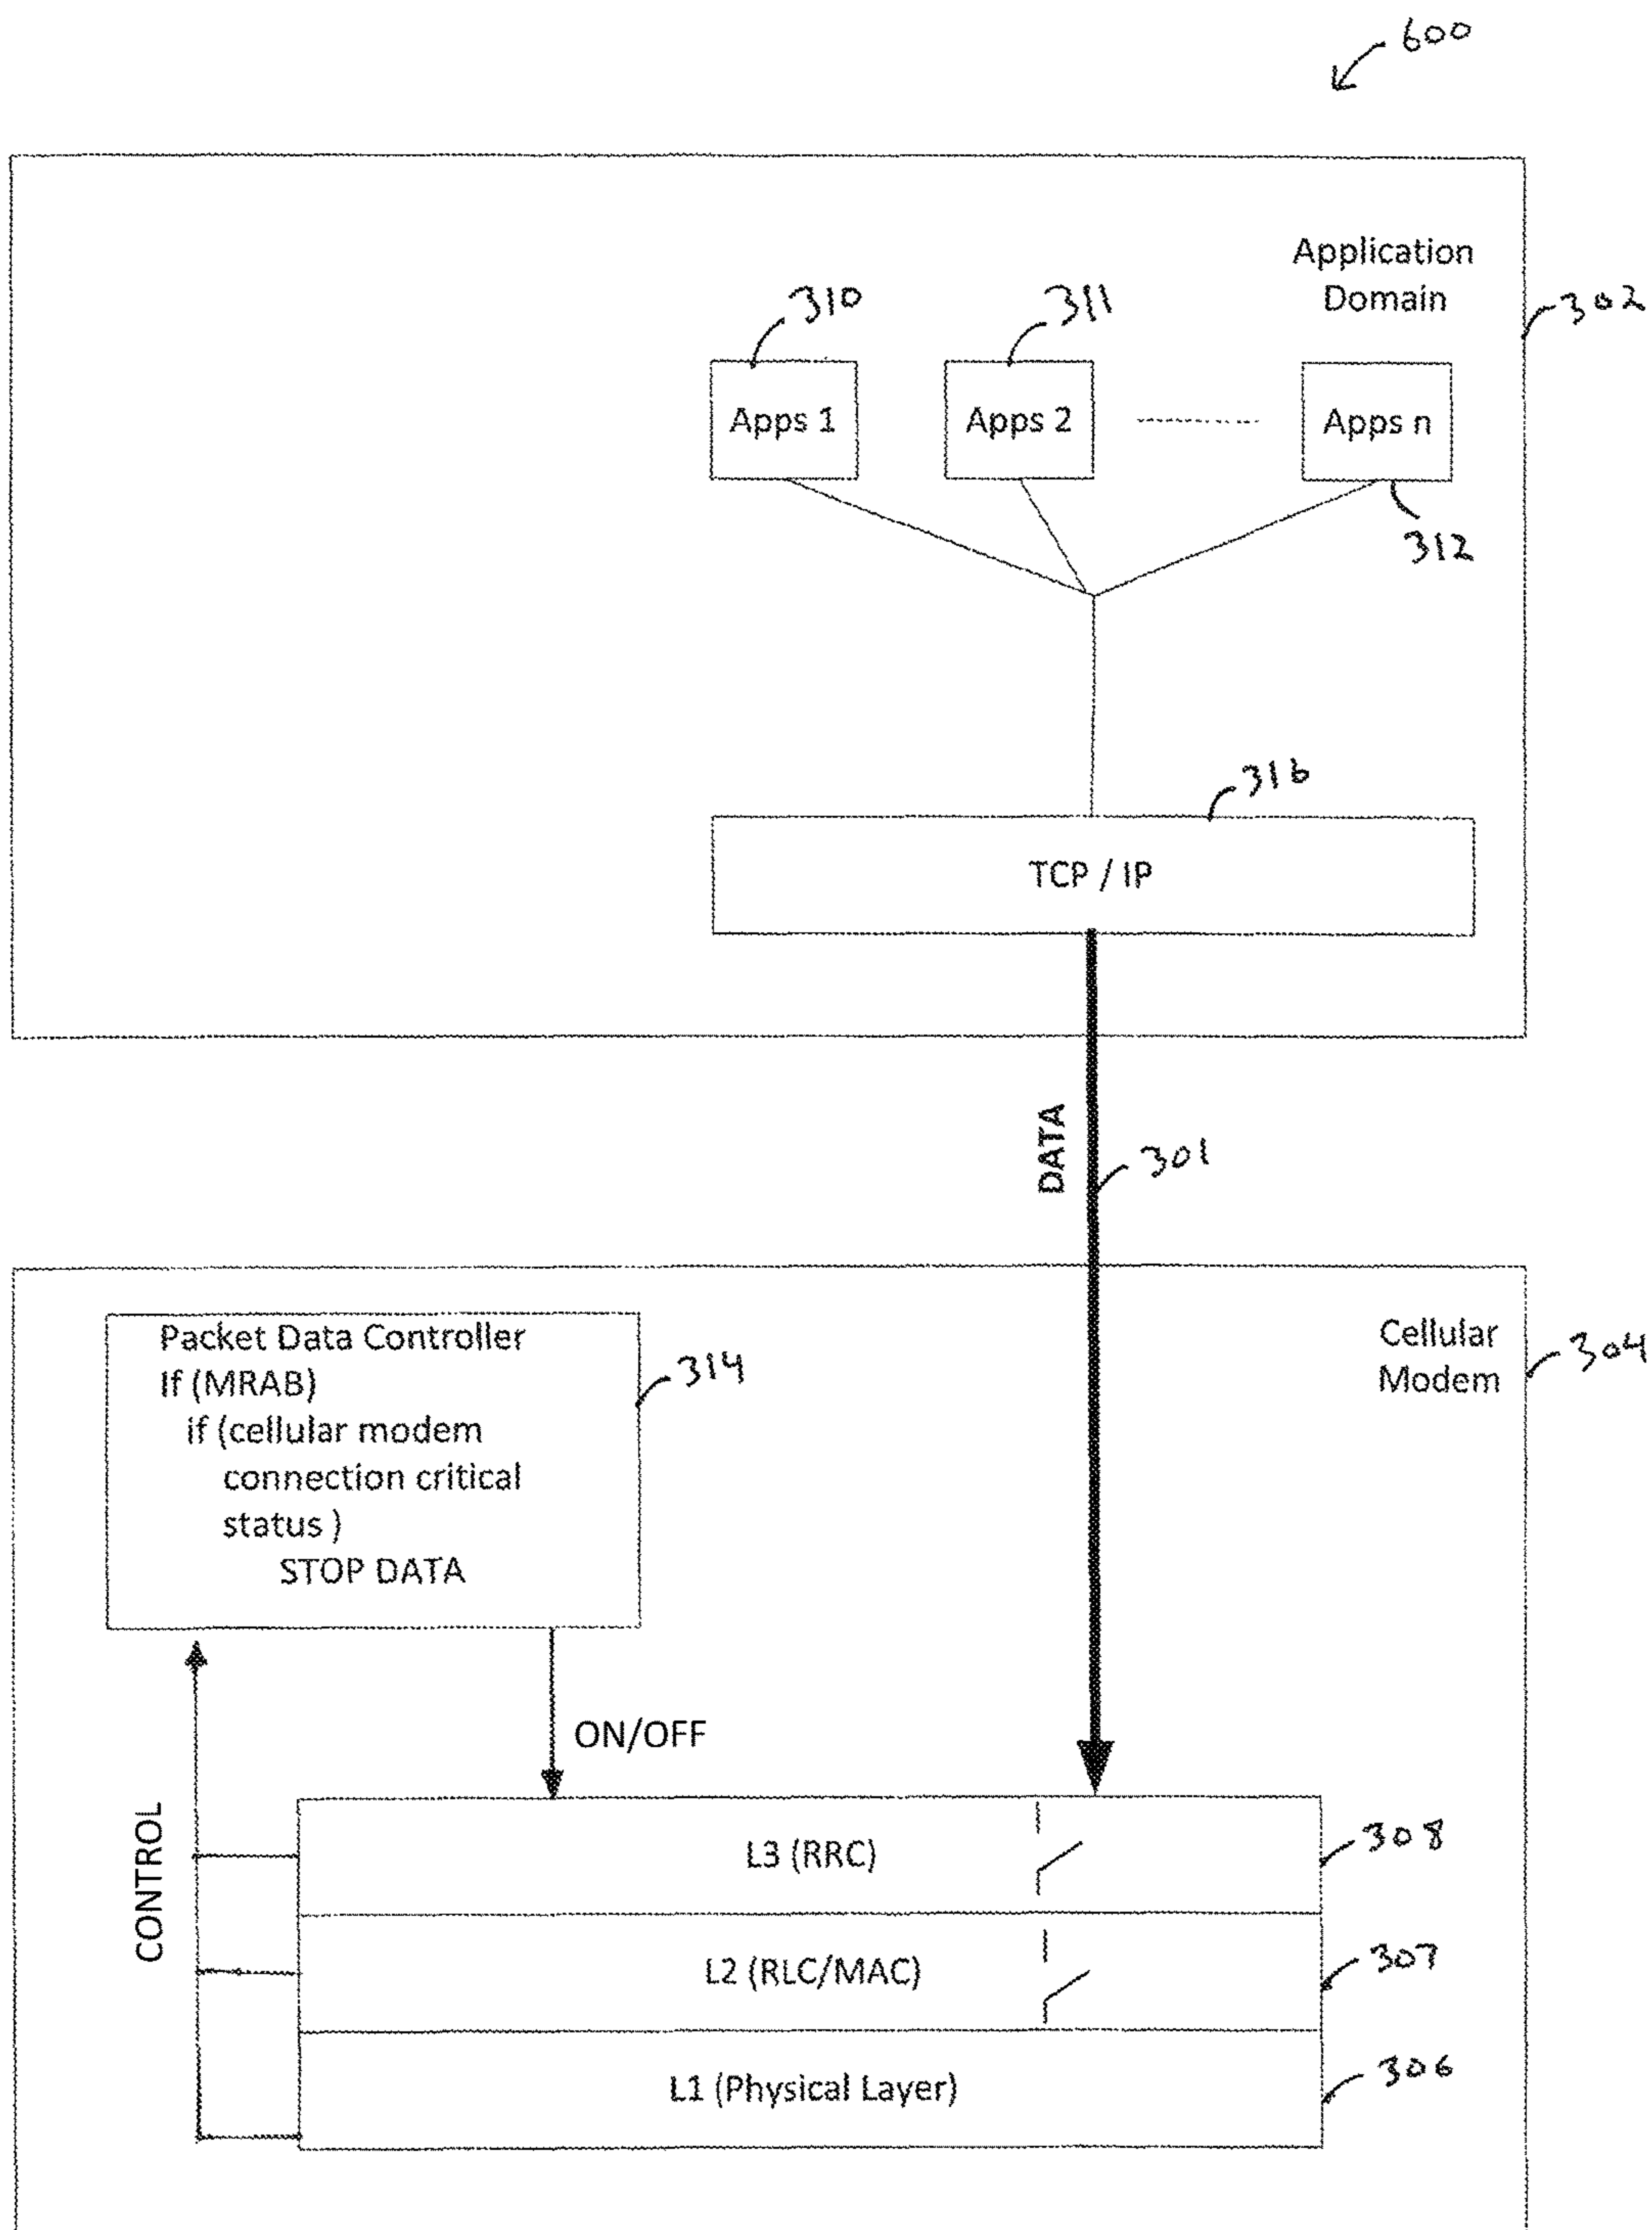 600
Application
Domain
302
310
311
Apps 1
Apps 2
Apps n
312
316
TCP / IP
DATA
301
Cellular
Modem
304
Packet Data Controller
If (MRAB)
if (cellular modem
connection critical
status )
STOP DATA
314
ON/OFF
CONTROL
L3 (RRC)
308
L2 (RLC/MAC)
307
L1 (Physical Layer)
306